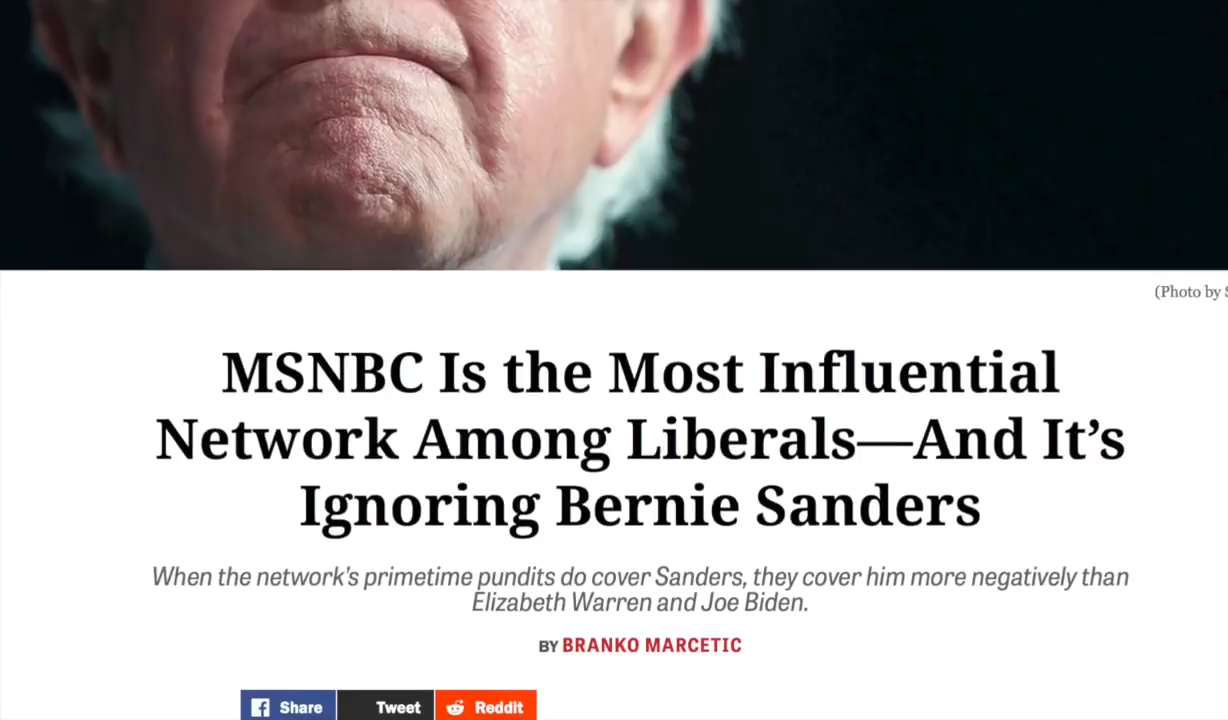 (Photo by
MSNBC Is the Most Influential
Network Among Liberals—And It’s
Ignoring Bernie Sanders
When the network’s primetime pundits do cover Sanders, they cover him more negatively than
Elizabeth Warren and Joe Biden.
BY BRANKO MARCETIC
Share Tweet Reddit